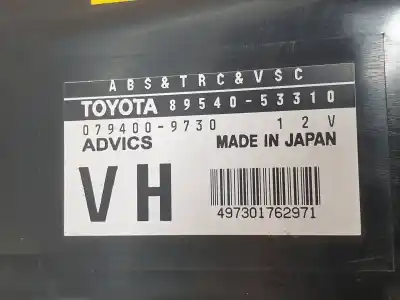 ABS&TRC&VSC
TOYOTA 89540-53310
079400-9730 12V
ADVICS MADE IN JAPAN
VH
497301762971